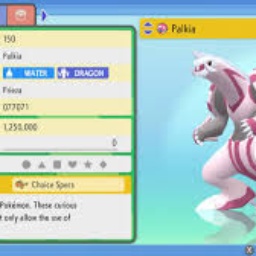 150
Palkia
Palkia
WATER DRAGON
Prinea
077071
1,250,000
0
Choice Specs
Pokémon. These curious
t only allow the use of